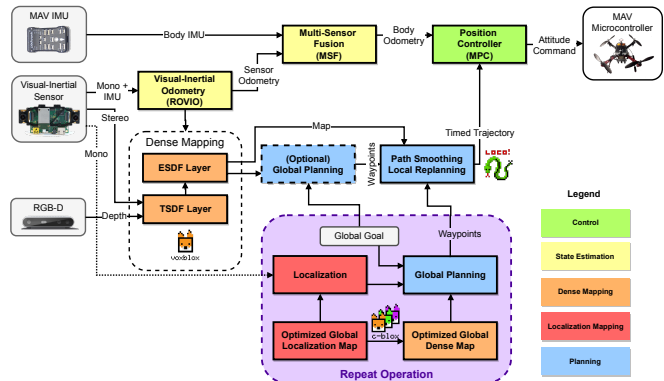 MAV IMU
Body IMU
Multi-Sensor
Fusion
(MSF)
Body
Odometry
Position
Controller
(MPC)
Attitude
Command
MAV
Microcontroller
Visual-Inertial
Sensor
Mono +
IMU
Stereo
Mono
Visual-Inertial
Odometry
(ROVIO)
Sensor
Odometry
Dense Mapping
ESDF Layer
TSDF Layer
voxblox
Map
(Optional)
Global Planning
Waypoints
Path Smoothing
Local Replanning
Timed Trajectory
LOCO!
RGB-D
Depth
Global Goal
Waypoints
Localization
Global Planning
Optimized Global
Localization Map
c-blox
Optimized Global
Dense Map
Repeat Operation
Legend
Control
State Estimation
Dense Mapping
Localization Mapping
Planning